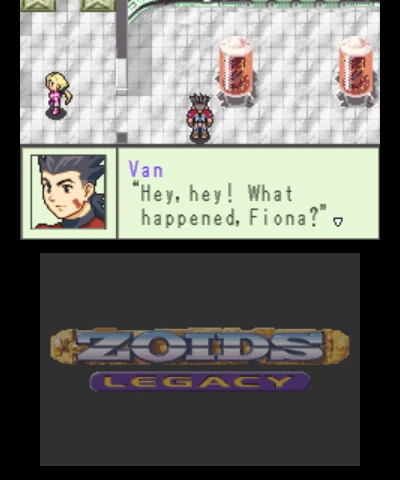 Van
“Hey, hey! What
happened, Fiona?”
ZOIDS
LEGACY